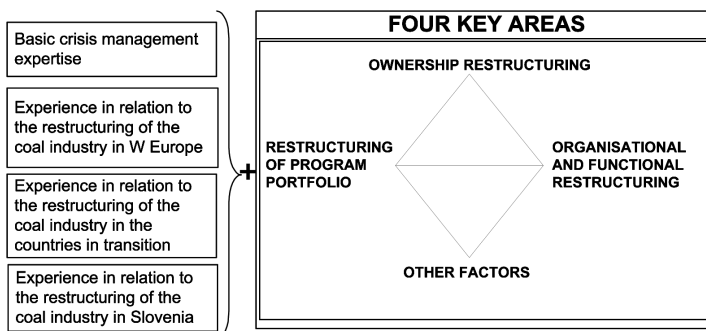 Basic crisis management
expertise
Experience in relation to
the restructuring of the
coal industry in W Europe
Experience in relation to
the restructuring of the
coal industry in the
countries in transition
Experience in relation to
the restructuring of the
coal industry in Slovenia
+
FOUR KEY AREAS
OWNERSHIP RESTRUCTURING
RESTRUCTURING
OF PROGRAM
PORTFOLIO
ORGANISATIONAL
AND FUNCTIONAL
RESTRUCTURING
OTHER FACTORS